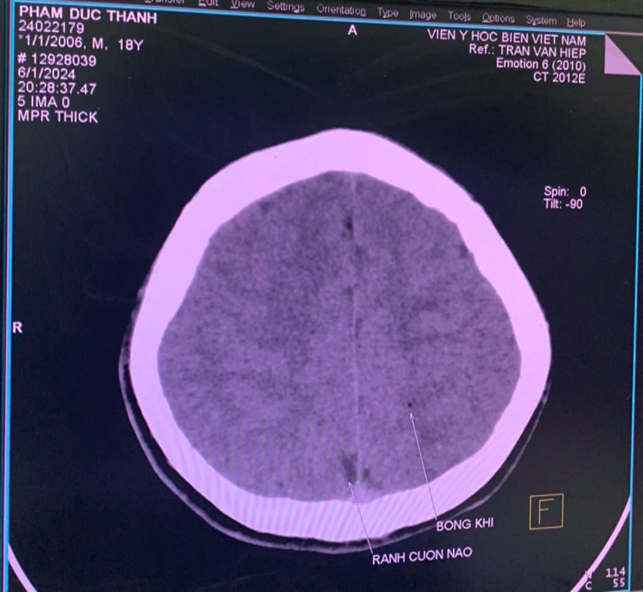 Edit View Settings Orientation Type Image Tools Options System Help
PHAM DUC THANH
24022179
*1/1/2006, M, 18Y
# 12928039
6/1/2024
20:28:37.47
5 IMA 0
MPR THICK
A
VIEN Y HOC BIEN VIET NAM
Ref.: TRAN VAN HIEP
Emotion 6 (2010)
CT 2012E
Spin: 0
Tilt: -90
R
BONG KHI
RANH CUON NAO
F
114
C 55